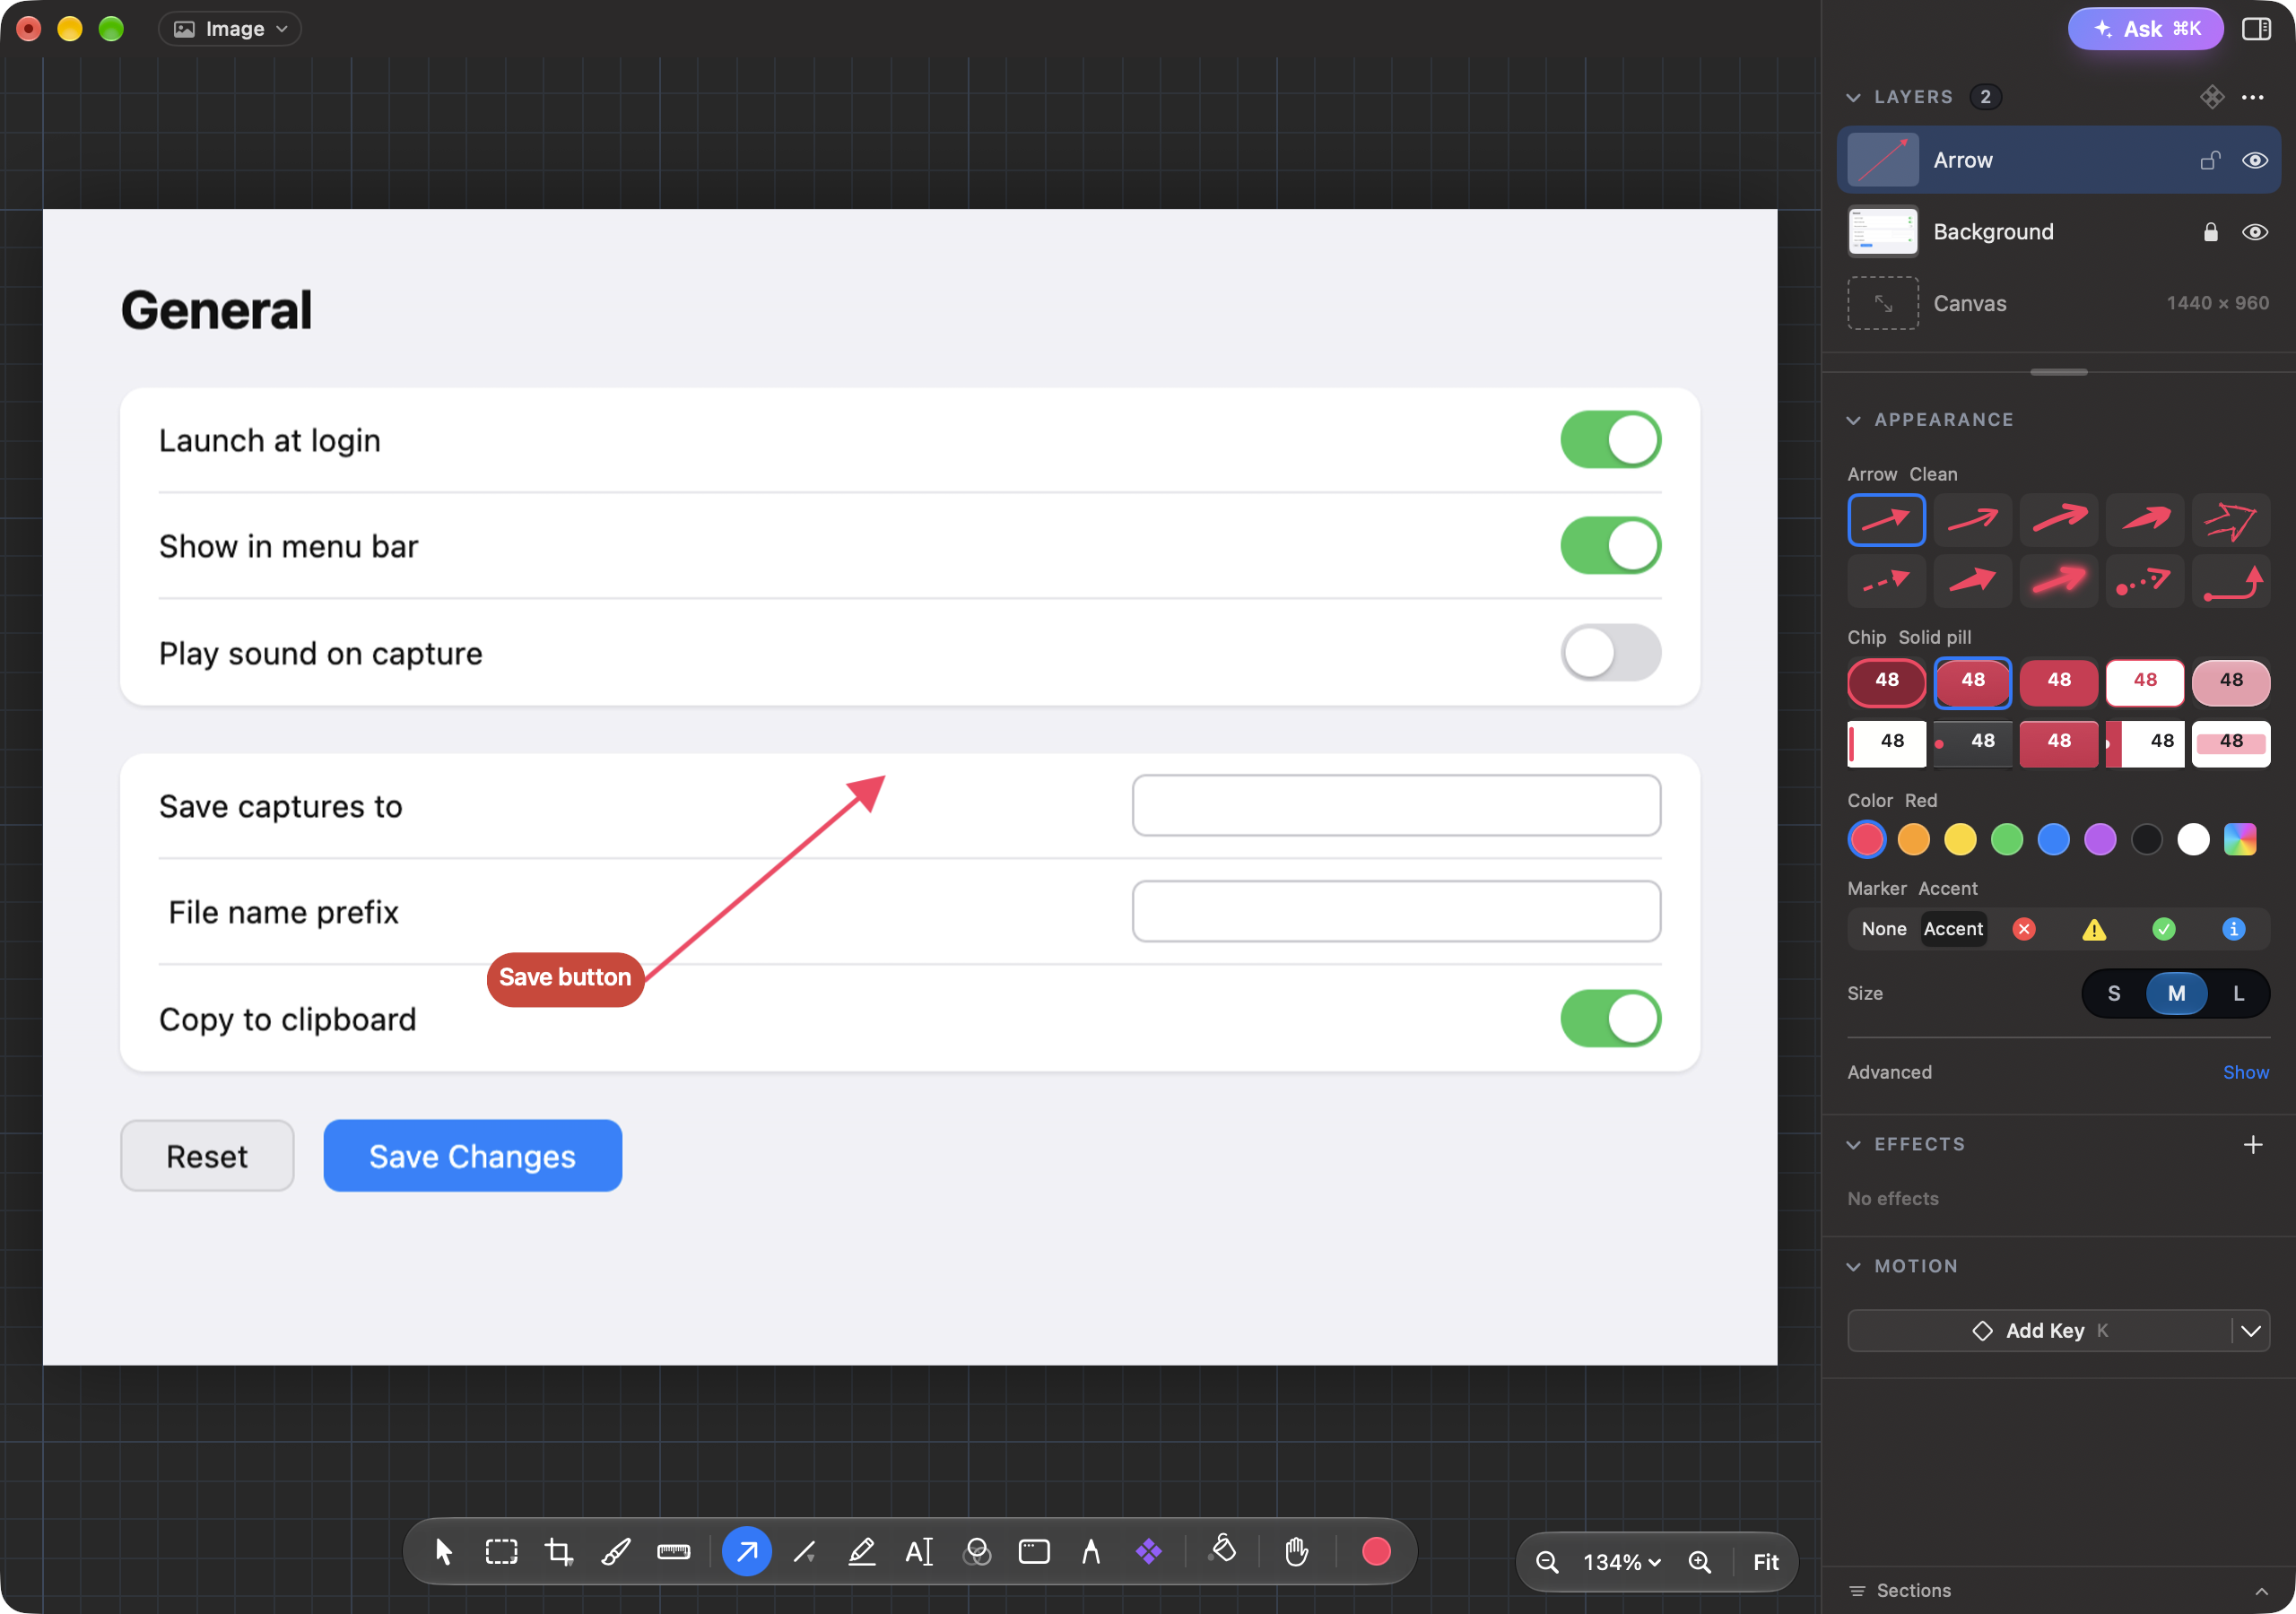 Image
Ask ⌘K
LAYERS 2
Arrow
Background
Canvas 1440 × 960
General
Launch at login
Show in menu bar
Play sound on capture
Save captures to
File name prefix
Save button
Copy to clipboard
Reset Save Changes
APPEARANCE
Arrow Clean
Chip Solid pill
48 48 48 48 48
48 48 48 48 48
Color Red
Marker Accent
None Accent
Size S M L
Advanced Show
EFFECTS
No effects
MOTION
Add Key K
134% Fit
Sections